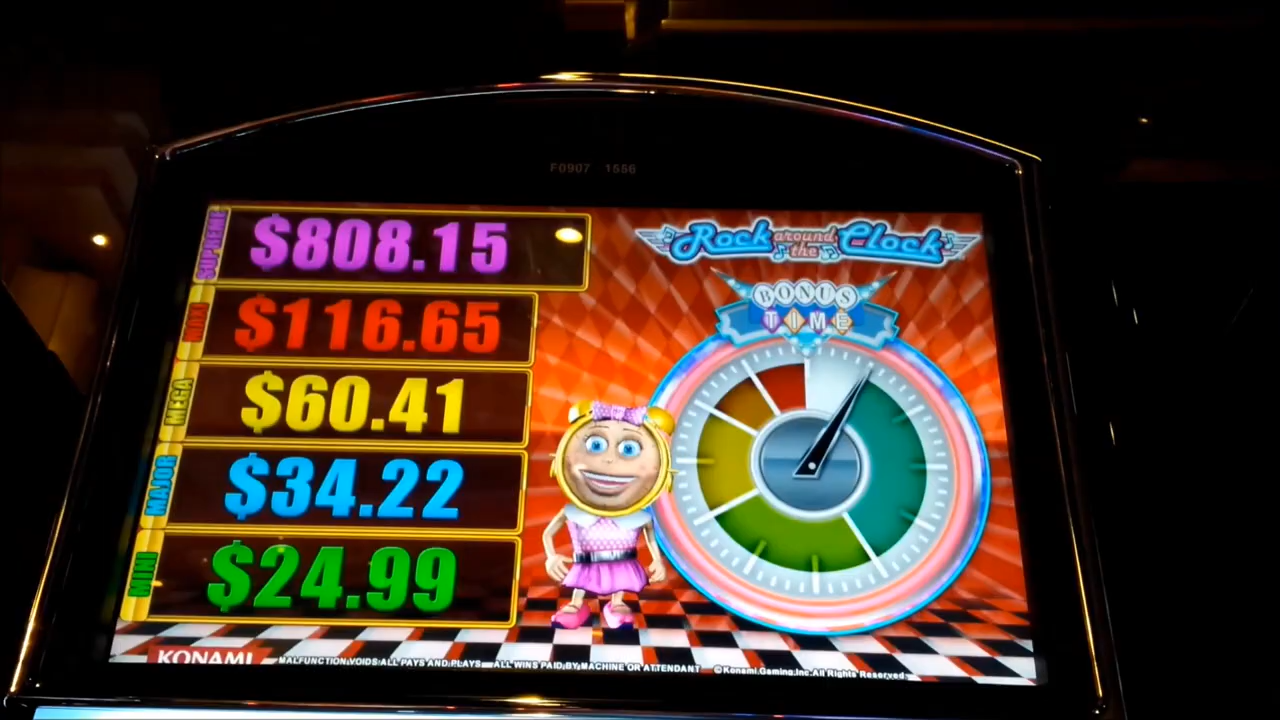 F0907 1556
SUPREME
$808.15
MAXI
$116.65
MEGA
$60.41
MAJOR
$34.22
MINI
$24.99
Rock around the Clock
BONUS
TIME
KONAMI
MALFUNCTION VOIDS ALL PAYS AND PLAYS ALL WINS PAID BY MACHINE OR ATTENDANT ©Konami Gaming,Inc.All Rights Reserved